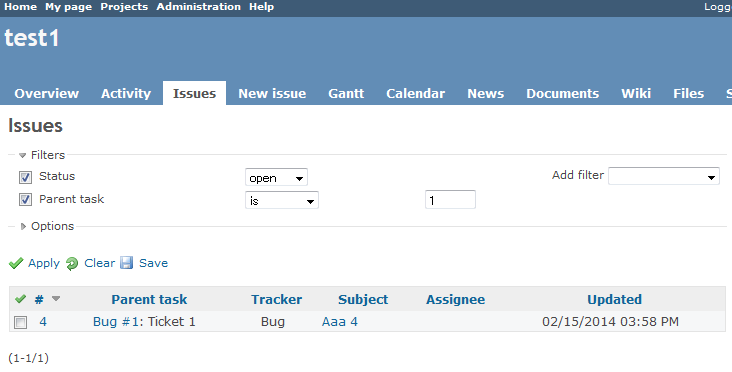 Home My page Projects Administration Help Logg
test1
Overview Activity Issues New issue Gantt Calendar News Documents Wiki Files S
Issues
Filters
Status open Add filter
Parent task is 1
Options
Apply Clear Save
# Parent task Tracker Subject Assignee Updated
4 Bug #1: Ticket 1 Bug Aaa 4 02/15/2014 03:58 PM
(1-1/1)